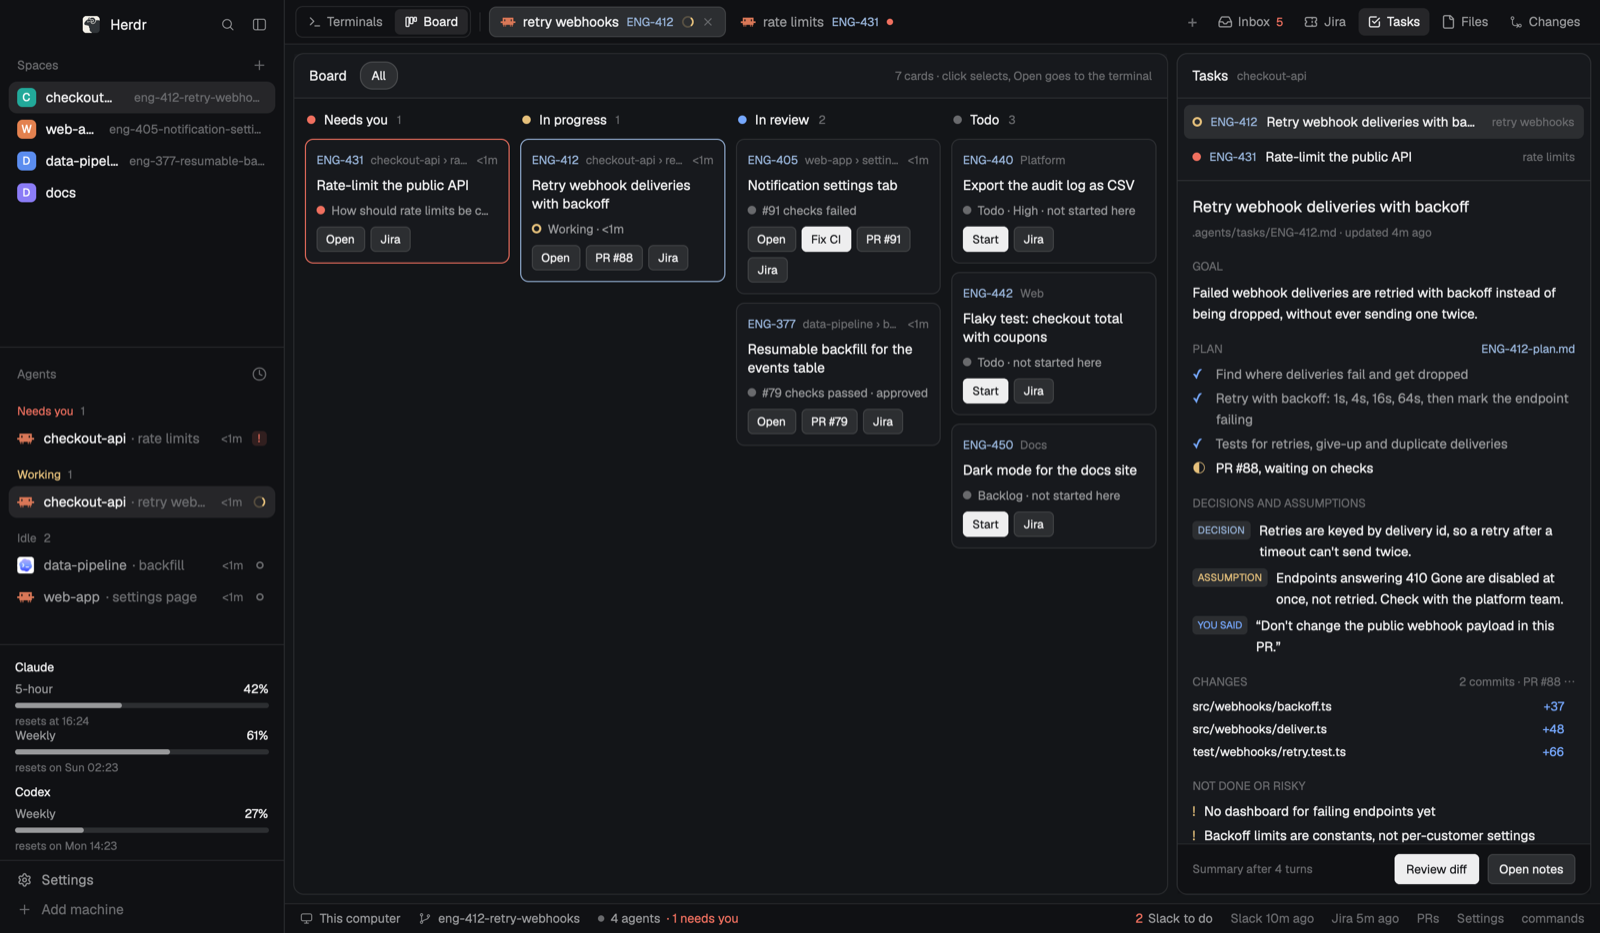 Herdr
Terminals
Board
retry webhooks ENG-412
rate limits ENG-431
Inbox 5
Jira
Tasks
Files
Changes
Spaces
C checkout... eng-412-retry-webho...
W web-a... eng-405-notification-setti...
D data-pipel... eng-377-resumable-ba...
D docs
Agents
Needs you 1
checkout-api · rate limits <1m !
Working 1
checkout-api · retry web... <1m
Idle 2
data-pipeline · backfill <1m
web-app · settings page <1m
Claude
5-hour 42%
resets at 16:24
Weekly 61%
resets on Sun 02:23
Codex
Weekly 27%
resets on Mon 14:23
Settings
Add machine
Board All
7 cards · click selects, Open goes to the terminal
Needs you 1
ENG-431 checkout-api › ra... <1m
Rate-limit the public API
How should rate limits be c...
Open Jira
In progress 1
ENG-412 checkout-api › re... <1m
Retry webhook deliveries
with backoff
Working · <1m
Open PR #88 Jira
In review 2
ENG-405 web-app › settin... <1m
Notification settings tab
#91 checks failed
Open Fix CI PR #91
Jira
ENG-377 data-pipeline › b... <1m
Resumable backfill for the
events table
#79 checks passed · approved
Open PR #79 Jira
Todo 3
ENG-440 Platform
Export the audit log as CSV
Todo · High · not started here
Start Jira
ENG-442 Web
Flaky test: checkout total
with coupons
Todo · not started here
Start Jira
ENG-450 Docs
Dark mode for the docs site
Backlog · not started here
Start Jira
Tasks checkout-api
ENG-412 Retry webhook deliveries with ba... retry webhooks
ENG-431 Rate-limit the public API rate limits
Retry webhook deliveries with backoff
.agents/tasks/ENG-412.md · updated 4m ago
GOAL
Failed webhook deliveries are retried with backoff instead of
being dropped, without ever sending one twice.
PLAN ENG-412-plan.md
Find where deliveries fail and get dropped
Retry with backoff: 1s, 4s, 16s, 64s, then mark the endpoint
failing
Tests for retries, give-up and duplicate deliveries
PR #88, waiting on checks
DECISIONS AND ASSUMPTIONS
DECISION Retries are keyed by delivery id, so a retry after a
timeout can't send twice.
ASSUMPTION Endpoints answering 410 Gone are disabled at
once, not retried. Check with the platform team.
YOU SAID “Don't change the public webhook payload in this
PR.”
CHANGES 2 commits · PR #88 ···
src/webhooks/backoff.ts +37
src/webhooks/deliver.ts +48
test/webhooks/retry.test.ts +66
NOT DONE OR RISKY
! No dashboard for failing endpoints yet
! Backoff limits are constants, not per-customer settings
Summary after 4 turns
Review diff
Open notes
This computer
eng-412-retry-webhooks
4 agents · 1 needs you
2 Slack to do
Slack 10m ago
Jira 5m ago
PRs
Settings
commands